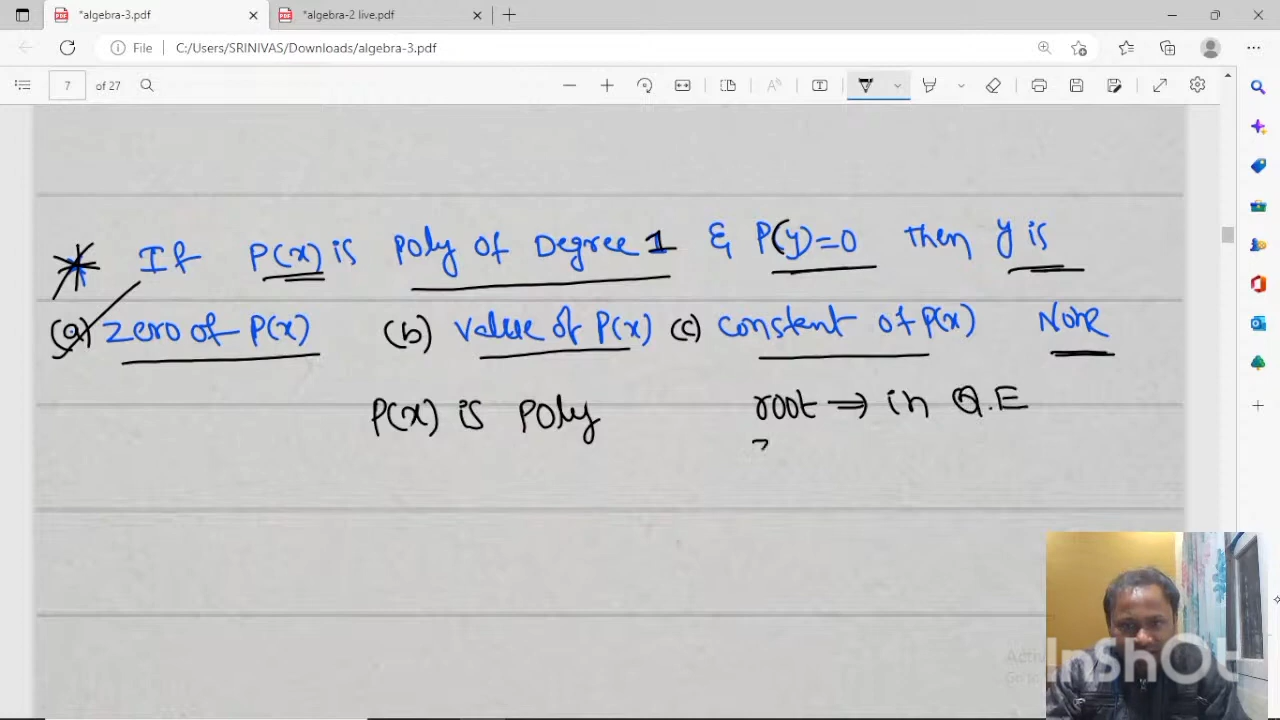 *algebra-3.pdf
*algebra-2 live.pdf
File C:/Users/SRINIVAS/Downloads/algebra-3.pdf
7 of 27
If P(x) is Poly of Degree 1 & P(y)=0 then y is
(a) zero of P(x) (b) value of P(x) (c) constant of P(x) None
P(x) is Poly root ⇒ in Q.E
InShOt